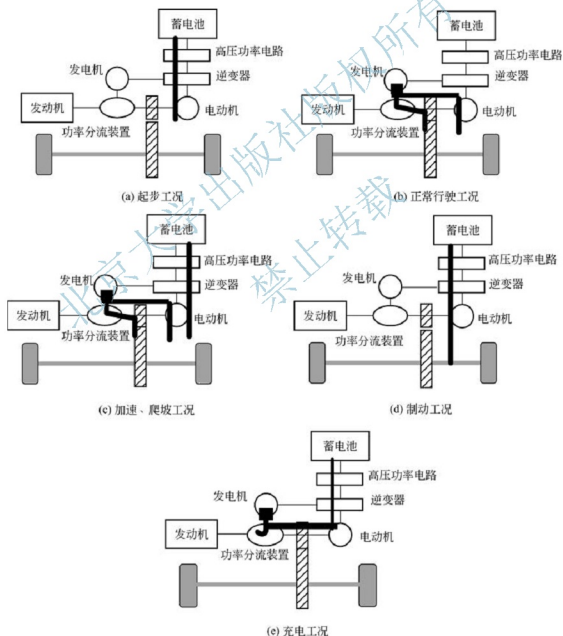 蓄电池
高压功率电路
发电机
逆变器
发动机
电动机
功率分流装置
(a) 起步工况
蓄电池
高压功率电路
发电机
逆变器
发动机
电动机
功率分流装置
(b) 正常行驶工况
蓄电池
高压功率电路
发电机
逆变器
发动机
电动机
功率分流装置
(c) 加速、爬坡工况
蓄电池
高压功率电路
发电机
逆变器
发动机
电动机
功率分流装置
(d) 制动工况
蓄电池
高压功率电路
发电机
逆变器
发动机
电动机
功率分流装置
(e) 充电工况
北京大学出版社版权所有
禁止转载